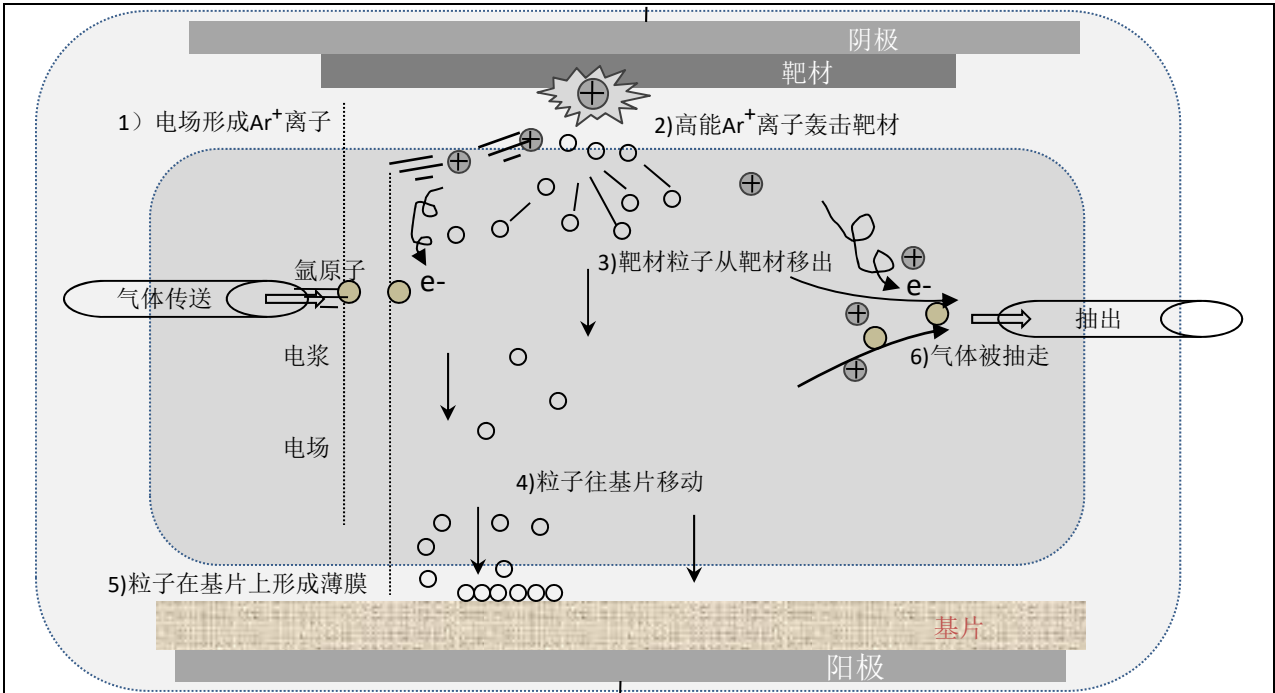 阴极
靶材
1）电场形成Ar+离子
2)高能Ar+离子轰击靶材
3)靶材粒子从靶材移出
氩原子
e-
e-
气体传送
抽出
电浆
6)气体被抽走
电场
4)粒子往基片移动
5)粒子在基片上形成薄膜
基片
阳极